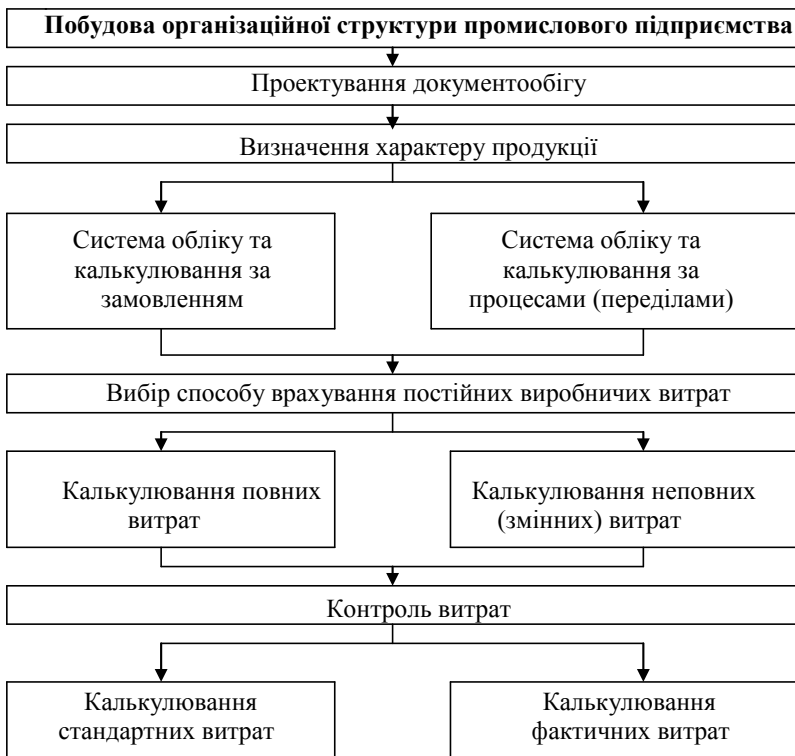 Побудова організаційної структури промислового підприємства
Проектування документообігу
Визначення характеру продукції
Система обліку та
калькулювання за
замовленням
Система обліку та
калькулювання за
процесами (переділами)
Вибір способу врахування постійних виробничих витрат
Калькулювання повних
витрат
Калькулювання неповних
(змінних) витрат
Контроль витрат
Калькулювання
стандартних витрат
Калькулювання
фактичних витрат